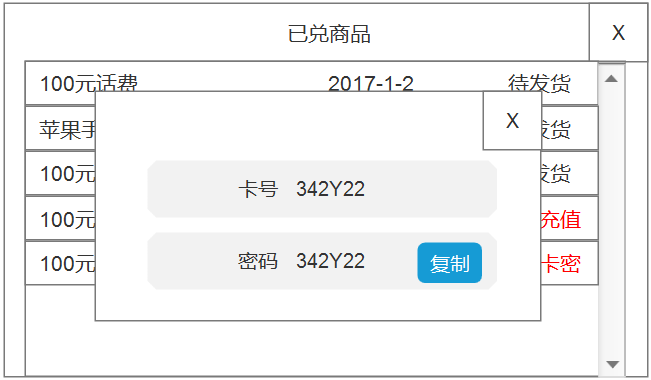 已兑商品 X
100元话费 2017-1-2 待发货
X
苹果手 发货
100元 发货
卡号 342Y22
100元 充值
密码 342Y22 复制
100元 卡密